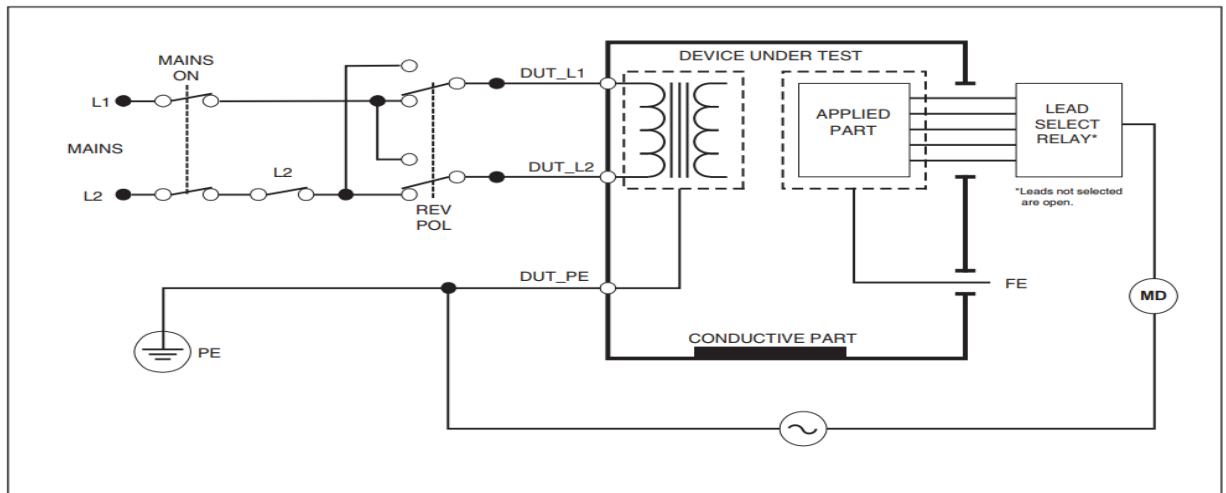 MAINS
ON
L1
MAINS
L2
L2
REV
POL
DUT_L1
DUT_L2
DUT_PE
PE
DEVICE UNDER TEST
APPLIED
PART
CONDUCTIVE PART
LEAD
SELECT
RELAY*
*Leads not selected
are open.
FE
MD